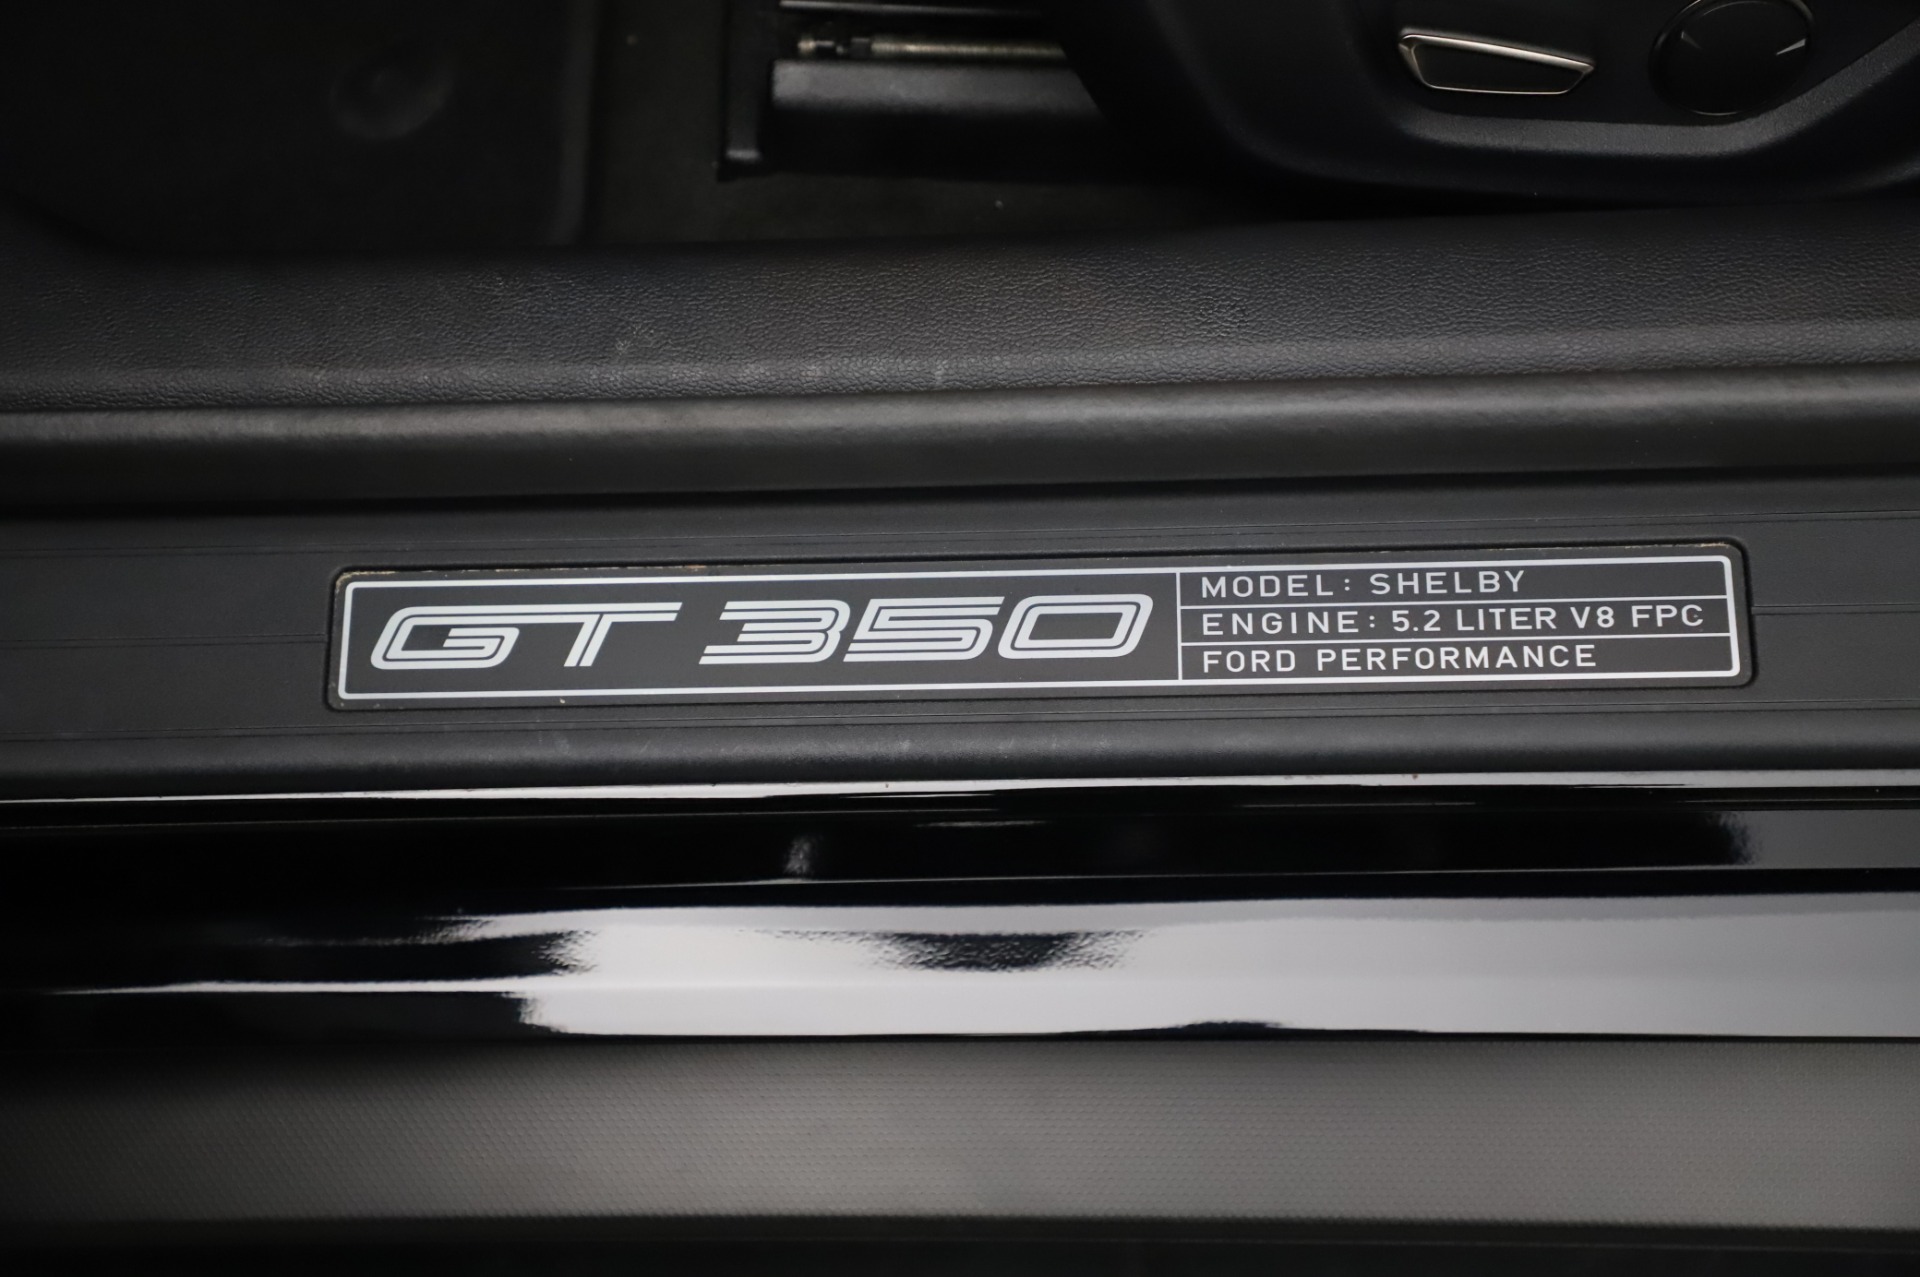 GT 350
MODEL: SHELBY
ENGINE: 5.2 LITER V8 FPC
FORD PERFORMANCE